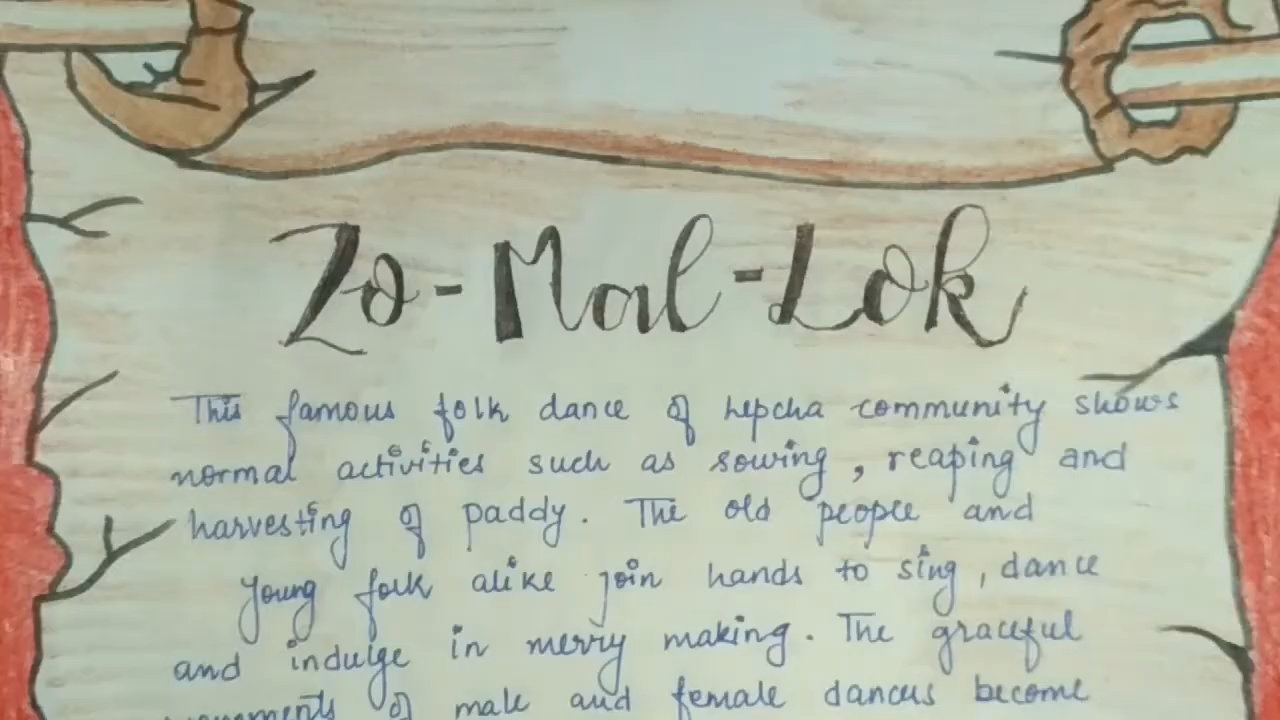 Zo-Mal-Lok
This famous folk dance of lepcha community shows
normal activities such as sowing, reaping and
harvesting of paddy. The old people and
young folk alike join hands to sing, dance
and indulge in merry making. The graceful
movements of male and female dances become